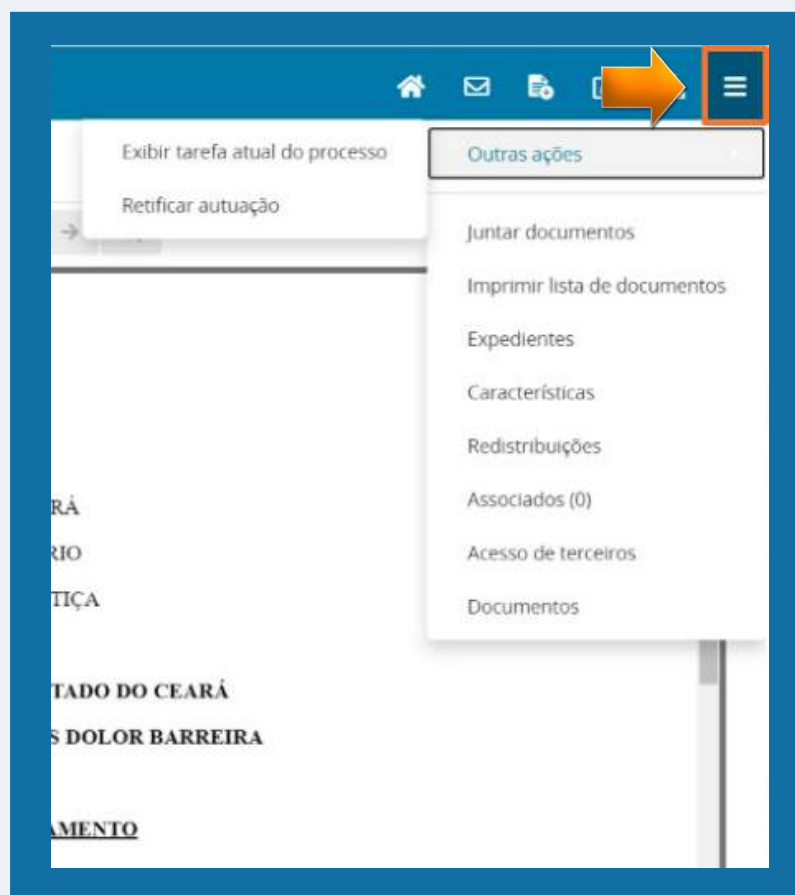 Exibir tarefa atual do processo
Retificar autuação
Outras ações
Juntar documentos
Imprimir lista de documentos
Expedientes
Características
Redistribuições
Associados (0)
Acesso de terceiros
Documentos
RÁ
RIO
TIÇA
TADO DO CEARÁ
S DOLOR BARREIRA
AMENTO